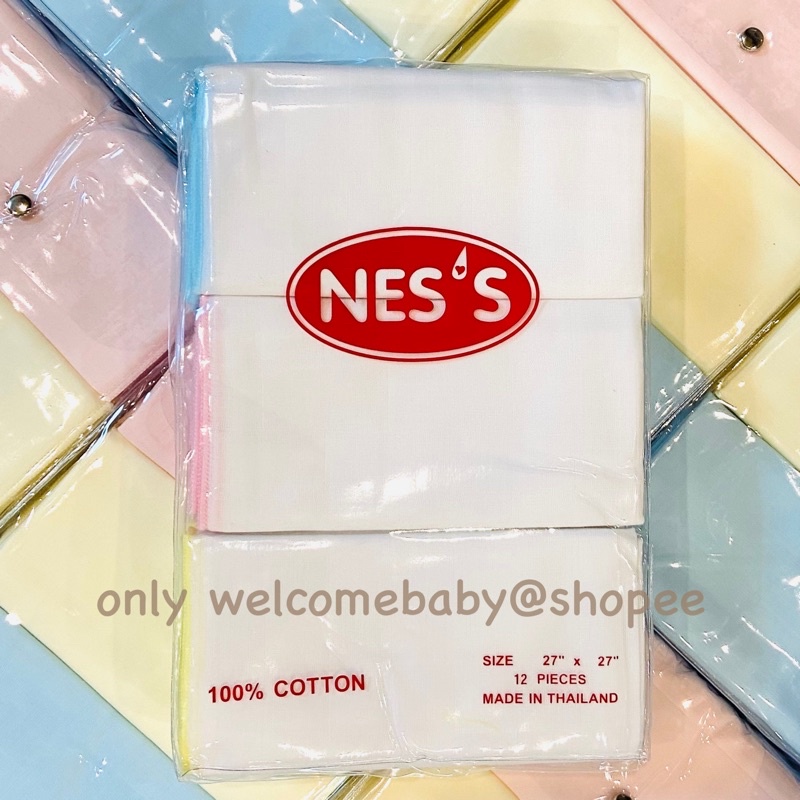 NES'S
only welcomebaby@shopee
100% COTTON
SIZE 27" x 27"
12 PIECES
MADE IN THAILAND